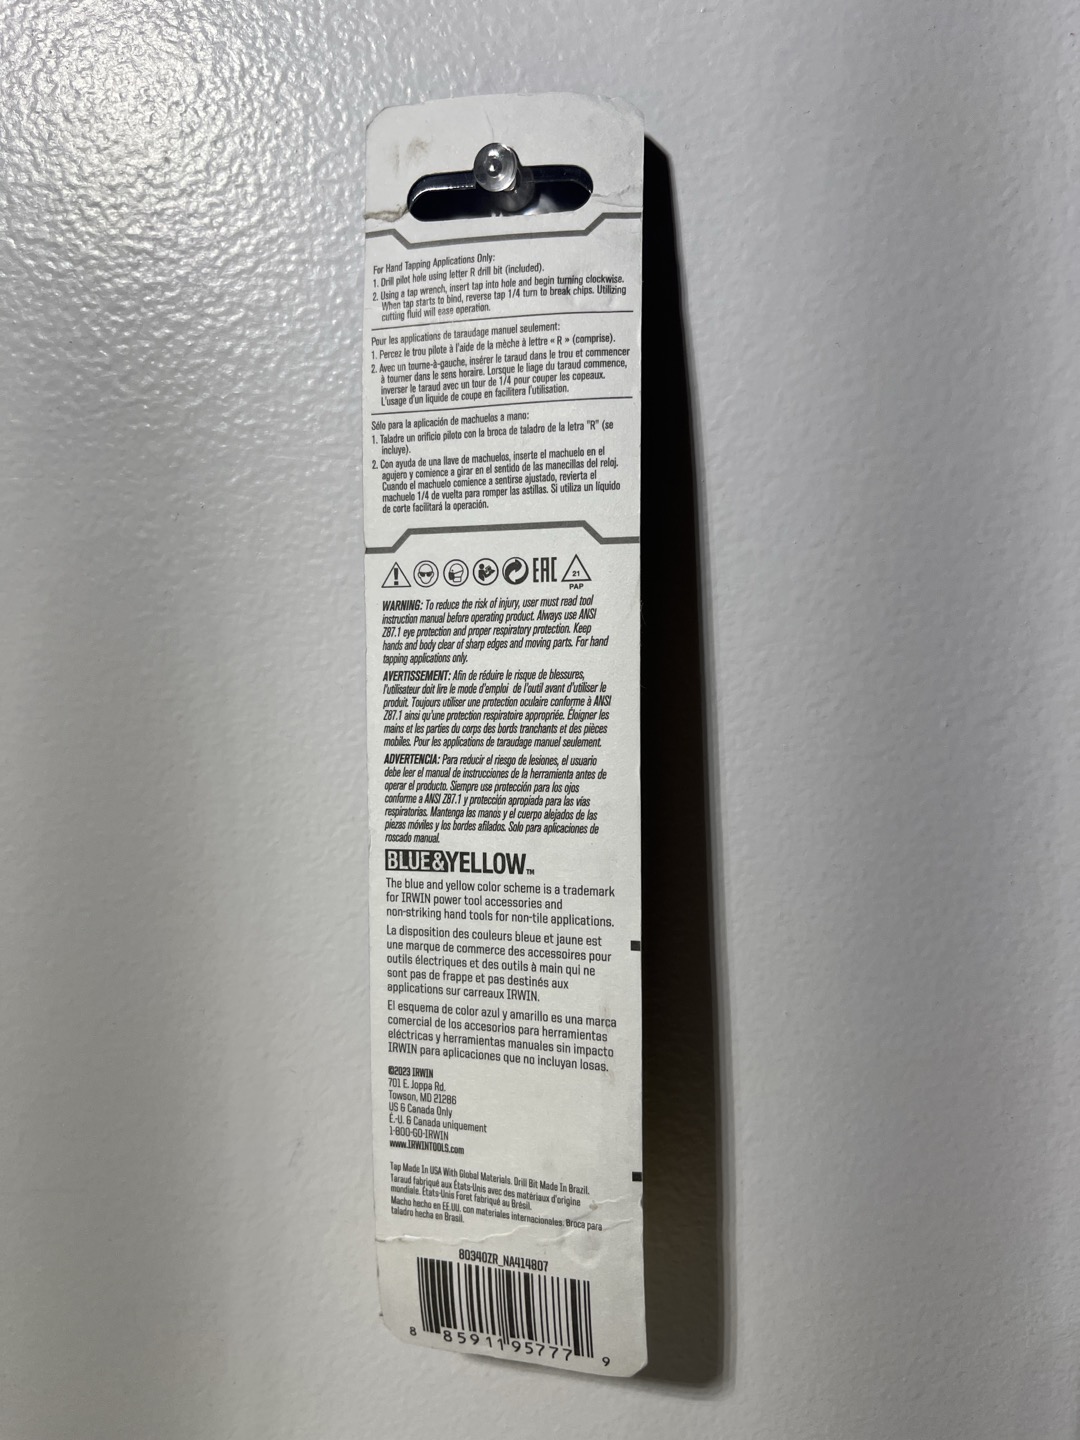 For Hand Tapping Applications Only:
1. Drill pilot hole using letter R drill bit (included).
2. Using a tap wrench, insert tap into hole and begin turning clockwise.
When tap starts to bind, reverse tap 1/4 turn to break chips. Utilizing
cutting fluid will ease operation.
Pour les applications de taraudage manuel seulement:
1. Percez le trou pilote à l'aide de la mèche à lettre « R » (comprise).
2. Avec un tourne-à-gauche, insérer le taraud dans le trou et commencer
à tourner dans le sens horaire. Lorsque le liage du taraud commence,
inverser le taraud avec un tour de 1/4 pour couper les copeaux.
L'usage d'un liquide de coupe en facilitera l'utilisation.
Sólo para la aplicación de machuelos a mano:
1. Taladre un orificio piloto con la broca de taladro de la letra "R" (se
incluye).
2. Con ayuda de una llave de machuelos, inserte el machuelo en el
agujero y comience a girar en el sentido de las manecillas del reloj.
Cuando el machuelo comience a sentirse ajustado, revierta el
machuelo 1/4 de vuelta para romper las astillas. Si utiliza un líquido
de corte facilitará la operación.
EAC
21
PAP
WARNING: To reduce the risk of injury, user must read tool
instruction manual before operating product. Always use ANSI
Z87.1 eye protection and proper respiratory protection. Keep
hands and body clear of sharp edges and moving parts. For hand
tapping applications only.
AVERTISSEMENT: Afin de réduire le risque de blessures,
l'utilisateur doit lire le mode d'emploi de l'outil avant d'utiliser le
produit. Toujours utiliser une protection oculaire conforme à ANSI
Z87.1 ainsi qu'une protection respiratoire appropriée. Éloigner les
mains et les parties du corps des bords tranchants et des pièces
mobiles. Pour les applications de taraudage manuel seulement.
ADVERTENCIA: Para reducir el riesgo de lesiones, el usuario
debe leer el manual de instrucciones de la herramienta antes de
operar el producto. Siempre use protección para los ojos
conforme a ANSI Z87.1 y protección apropiada para las vías
respiratorias. Mantenga las manos y el cuerpo alejados de las
piezas móviles y los bordes afilados. Solo para aplicaciones de
roscado manual.
BLUE&YELLOW™
The blue and yellow color scheme is a trademark
for IRWIN power tool accessories and
non-striking hand tools for non-tile applications.
La disposition des couleurs bleue et jaune est
une marque de commerce des accessoires pour
outils électriques et des outils à main qui ne
sont pas de frappe et pas destinés aux
applications sur carreaux IRWIN.
El esquema de color azul y amarillo es una marca
comercial de los accesorios para herramientas
eléctricas y herramientas manuales sin impacto
IRWIN para aplicaciones que no incluyan losas.
©2023 IRWIN
701 E. Joppa Rd.
Towson, MD 21286
US & Canada Only
É.-U. & Canada uniquement
1-800-GO-IRWIN
www.IRWINTOOLS.com
Tap Made In USA With Global Materials. Drill Bit Made In Brazil.
Taraud fabriqué aux États-Unis avec des matériaux d'origine
mondiale. États-Unis Foret fabriqué au Brésil.
Macho hecho en EE.UU. con materiales internacionales. Broca para
taladro hecha en Brasil.
80340ZR_NA414807
8 85911 95777 9